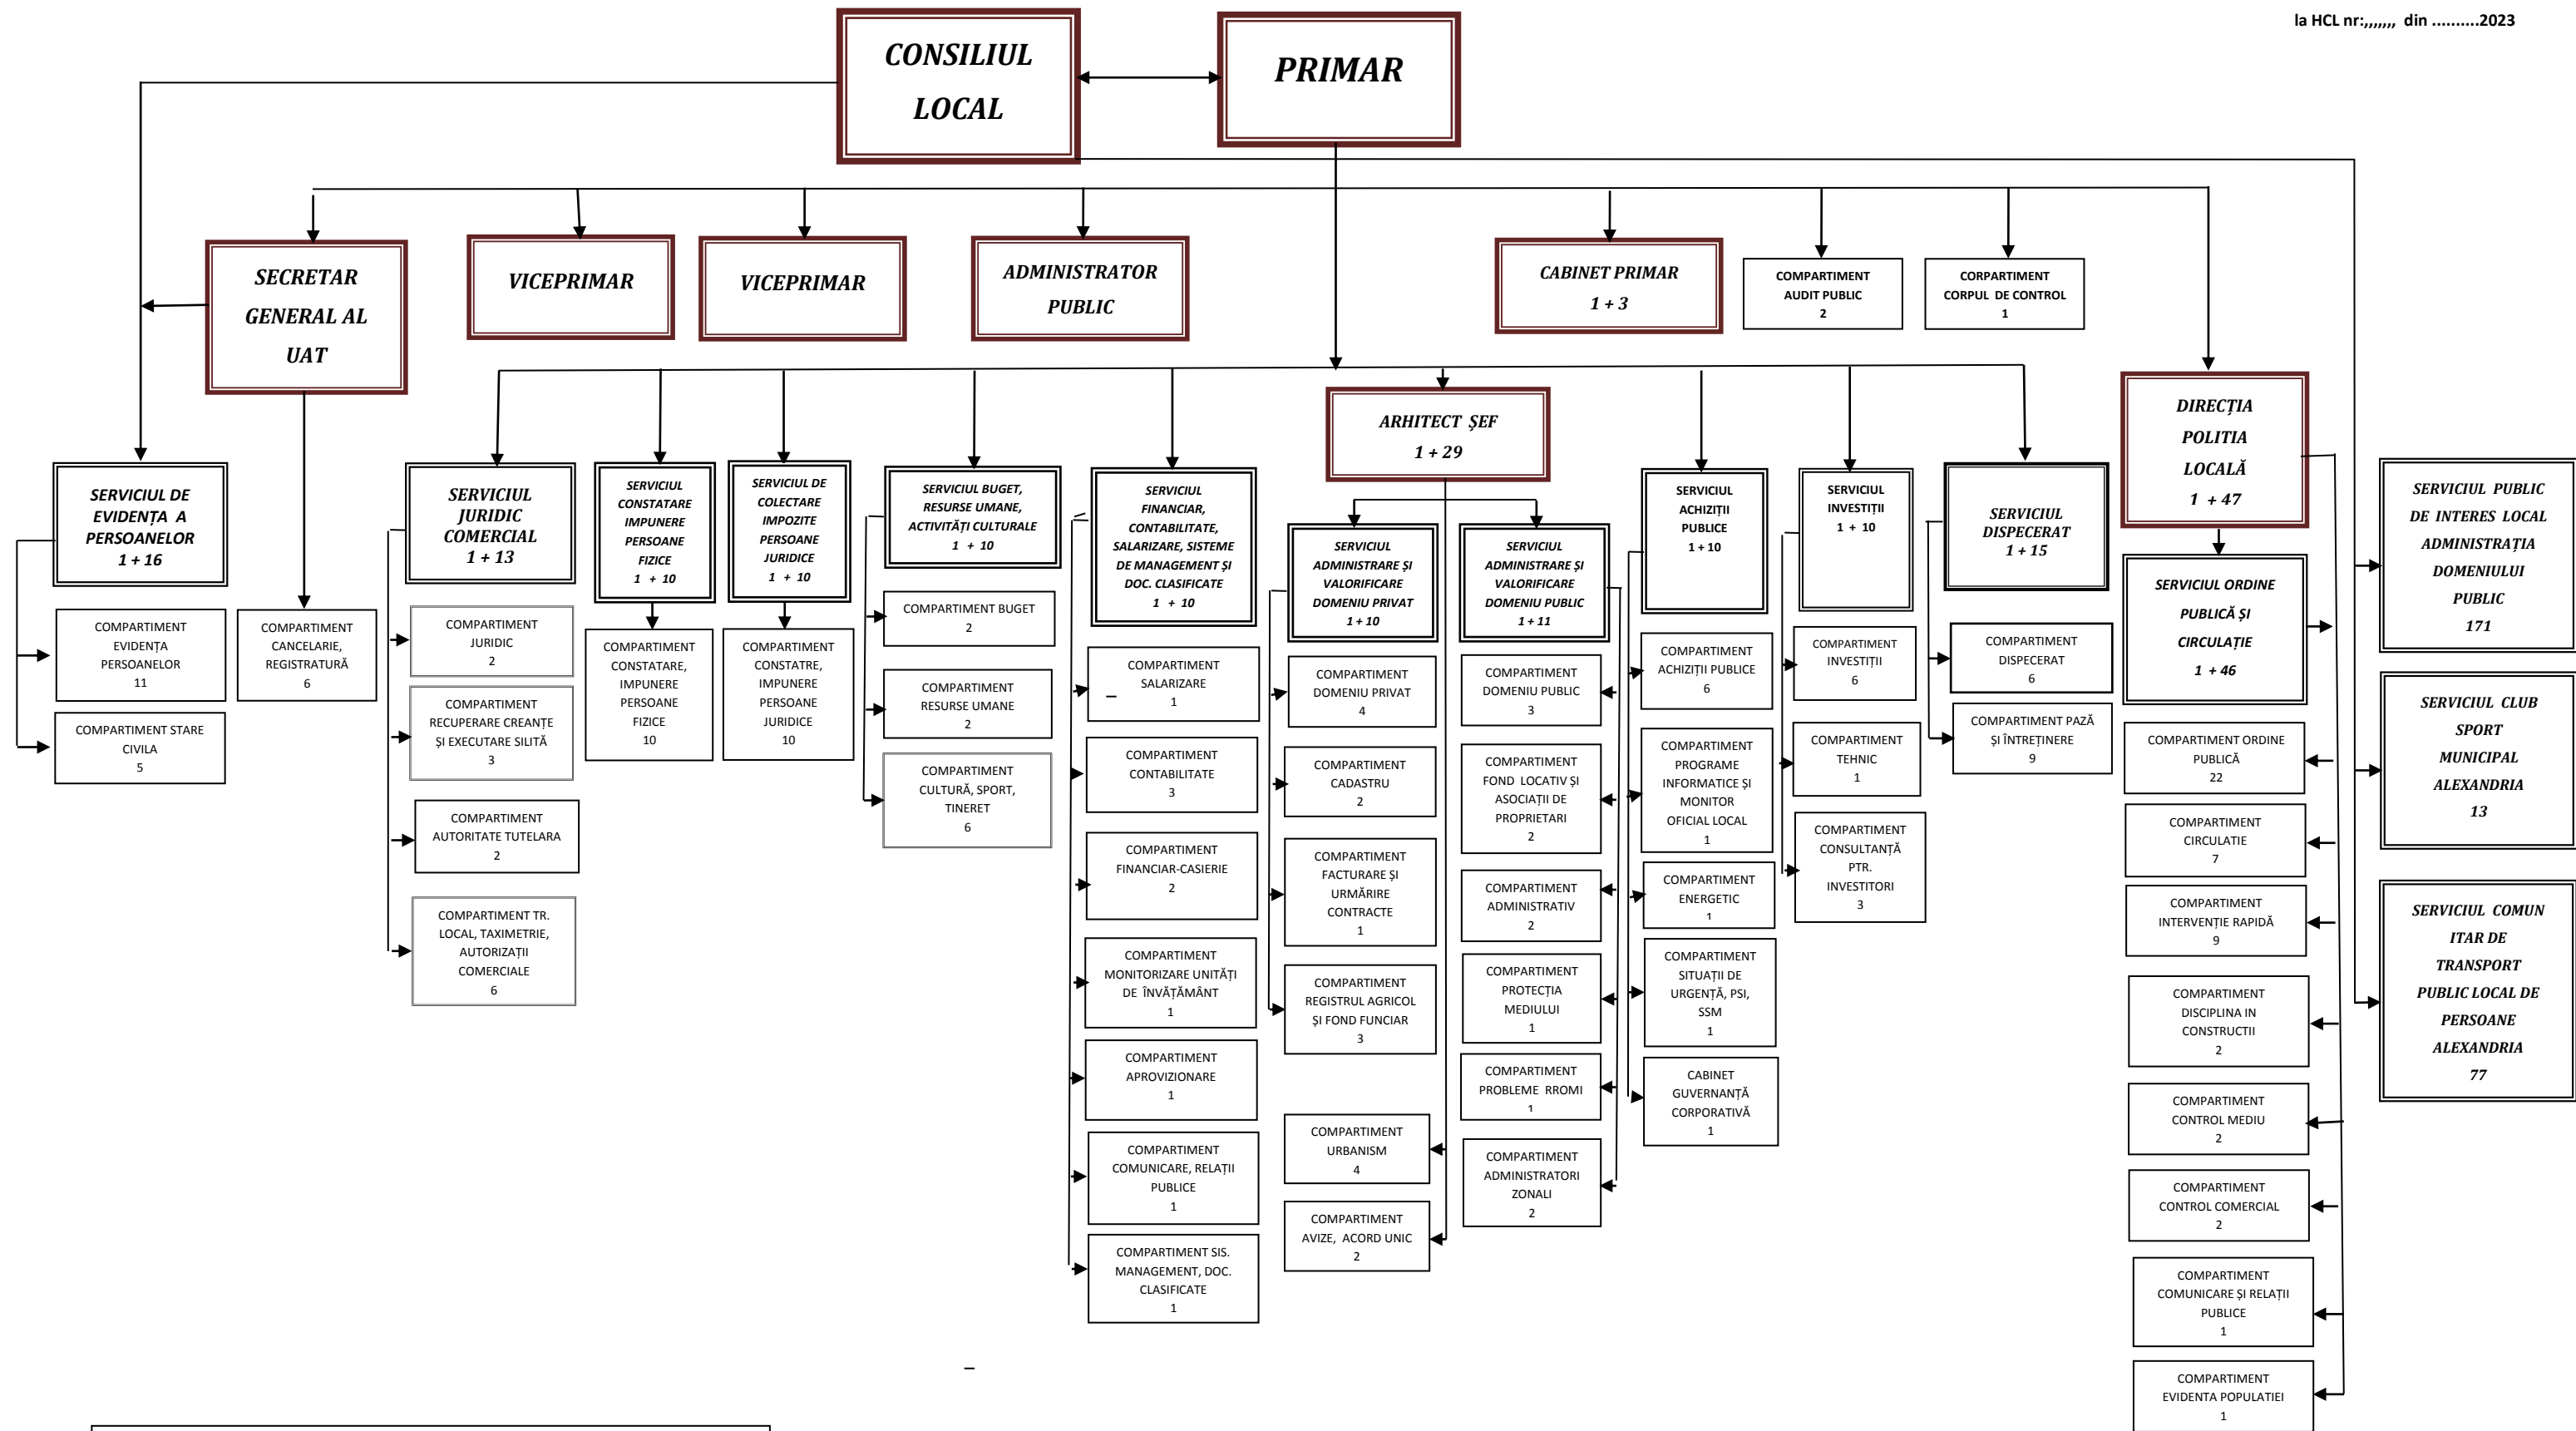 la HCL nr:,,,,,,, din ..........2023
CONSILIUL
LOCAL
PRIMAR
SECRETAR
GENERAL AL
UAT
VICEPRIMAR
VICEPRIMAR
ADMINISTRATOR
PUBLIC
CABINET PRIMAR
1 + 3
COMPARTIMENT
AUDIT PUBLIC
2
CORPARTIMENT
CORPUL DE CONTROL
1
ARHITECT ȘEF
1 + 29
DIRECȚIA
POLITIA
LOCALĂ
1 + 47
SERVICIUL DE
EVIDENȚA A
PERSOANELOR
1 + 16
COMPARTIMENT
EVIDENȚA
PERSOANELOR
11
COMPARTIMENT STARE
CIVILA
5
COMPARTIMENT
CANCELARIE,
REGISTRATURĂ
6
SERVICIUL
JURIDIC
COMERCIAL
1 + 13
COMPARTIMENT
JURIDIC
2
COMPARTIMENT
RECUPERARE CREANȚE
ȘI EXECUTARE SILITĂ
3
COMPARTIMENT
AUTORITATE TUTELARA
2
COMPARTIMENT TR.
LOCAL, TAXIMETRIE,
AUTORIZAȚII
COMERCIALE
6
SERVICIUL
CONSTATARE
IMPUNERE
PERSOANE
FIZICE
1 + 10
COMPARTIMENT
CONSTATARE,
IMPUNERE
PERSOANE
FIZICE
10
SERVICIUL DE
COLECTARE
IMPOZITE
PERSOANE
JURIDICE
1 + 10
COMPARTIMENT
CONSTATRE,
IMPUNERE
PERSOANE
JURIDICE
10
SERVICIUL BUGET,
RESURSE UMANE,
ACTIVITĂȚI CULTURALE
1 + 10
COMPARTIMENT BUGET
2
COMPARTIMENT
RESURSE UMANE
2
COMPARTIMENT
CULTURĂ, SPORT,
TINERET
6
SERVICIUL
FINANCIAR,
CONTABILITATE,
SALARIZARE, SISTEME
DE MANAGEMENT ȘI
DOC. CLASIFICATE
1 + 10
COMPARTIMENT
SALARIZARE
1
COMPARTIMENT
CONTABILITATE
3
COMPARTIMENT
FINANCIAR-CASIERIE
2
COMPARTIMENT
MONITORIZARE UNITĂȚI
DE ÎNVĂȚĂMÂNT
1
COMPARTIMENT
APROVIZIONARE
1
COMPARTIMENT
COMUNICARE, RELAȚII
PUBLICE
1
COMPARTIMENT SIS.
MANAGEMENT, DOC.
CLASIFICATE
1
SERVICIUL
ADMINISTRARE ȘI
VALORIFICARE
DOMENIU PRIVAT
1 + 10
COMPARTIMENT
DOMENIU PRIVAT
4
COMPARTIMENT
CADASTRU
2
COMPARTIMENT
FACTURARE ȘI
URMĂRIRE
CONTRACTE
1
COMPARTIMENT
REGISTRUL AGRICOL
ȘI FOND FUNCIAR
3
COMPARTIMENT
URBANISM
4
COMPARTIMENT
AVIZE, ACORD UNIC
2
SERVICIUL
ADMINISTRARE ȘI
VALORIFICARE
DOMENIU PUBLIC
1 + 11
COMPARTIMENT
DOMENIU PUBLIC
3
COMPARTIMENT
FOND LOCATIV ȘI
ASOCIAȚII DE
PROPRIETARI
2
COMPARTIMENT
ADMINISTRATIV
2
COMPARTIMENT
PROTECȚIA
MEDIULUI
1
COMPARTIMENT
PROBLEME RROMI
1
COMPARTIMENT
ADMINISTRATORI
ZONALI
2
SERVICIUL
ACHIZIȚII
PUBLICE
1 + 10
COMPARTIMENT
ACHIZIȚII PUBLICE
6
COMPARTIMENT
PROGRAME
INFORMATICE ȘI
MONITOR
OFICIAL LOCAL
1
COMPARTIMENT
ENERGETIC
1
COMPARTIMENT
SITUAȚII DE
URGENȚĂ, PSI,
SSM
1
CABINET
GUVERNANȚĂ
CORPORATIVĂ
1
SERVICIUL
INVESTIȚII
1 + 10
COMPARTIMENT
INVESTIȚII
6
COMPARTIMENT
TEHNIC
1
COMPARTIMENT
CONSULTANȚĂ
PTR.
INVESTITORI
3
SERVICIUL
DISPECERAT
1 + 15
COMPARTIMENT
DISPECERAT
6
COMPARTIMENT PAZĂ
ȘI ÎNTREȚINERE
9
SERVICIUL ORDINE
PUBLICĂ ȘI
CIRCULAȚIE
1 + 46
COMPARTIMENT ORDINE
PUBLICĂ
22
COMPARTIMENT
CIRCULATIE
7
COMPARTIMENT
INTERVENȚIE RAPIDĂ
9
COMPARTIMENT
DISCIPLINA IN
CONSTRUCTII
2
COMPARTIMENT
CONTROL MEDIU
2
COMPARTIMENT
CONTROL COMERCIAL
2
COMPARTIMENT
COMUNICARE ȘI RELAȚII
PUBLICE
1
COMPARTIMENT
EVIDENTA POPULATIEI
1
SERVICIUL PUBLIC
DE INTERES LOCAL
ADMINISTRAȚIA
DOMENIULUI
PUBLIC
171
SERVICIUL CLUB
SPORT
MUNICIPAL
ALEXANDRIA
13
SERVICIUL COMUN
ITAR DE
TRANSPORT
PUBLIC LOCAL DE
PERSOANE
ALEXANDRIA
77